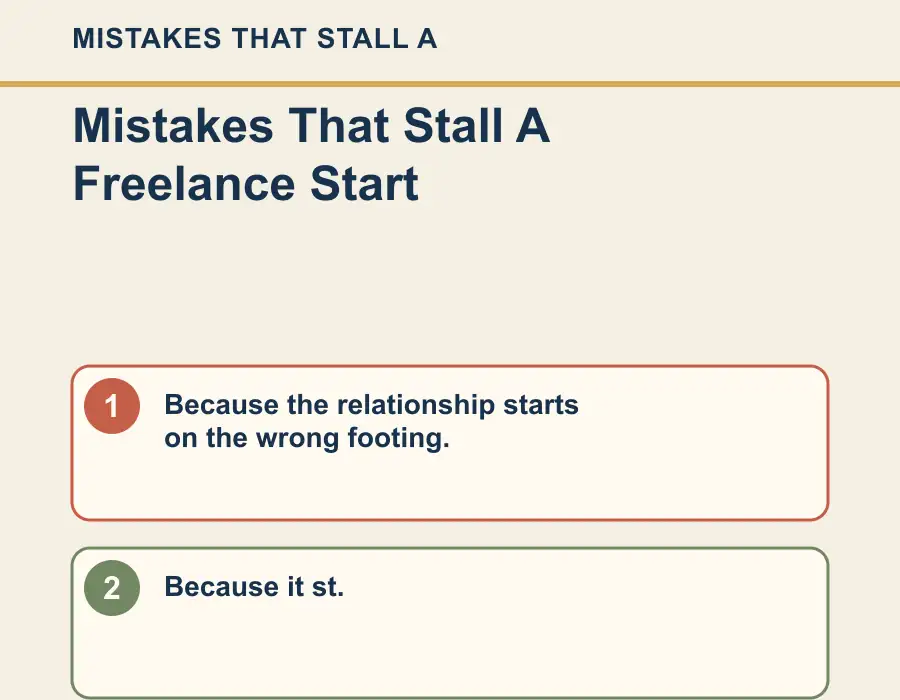 MISTAKES THAT STALL A
Mistakes That Stall A
Freelance Start
1
Because the relationship starts
on the wrong footing.
2
Because it st.